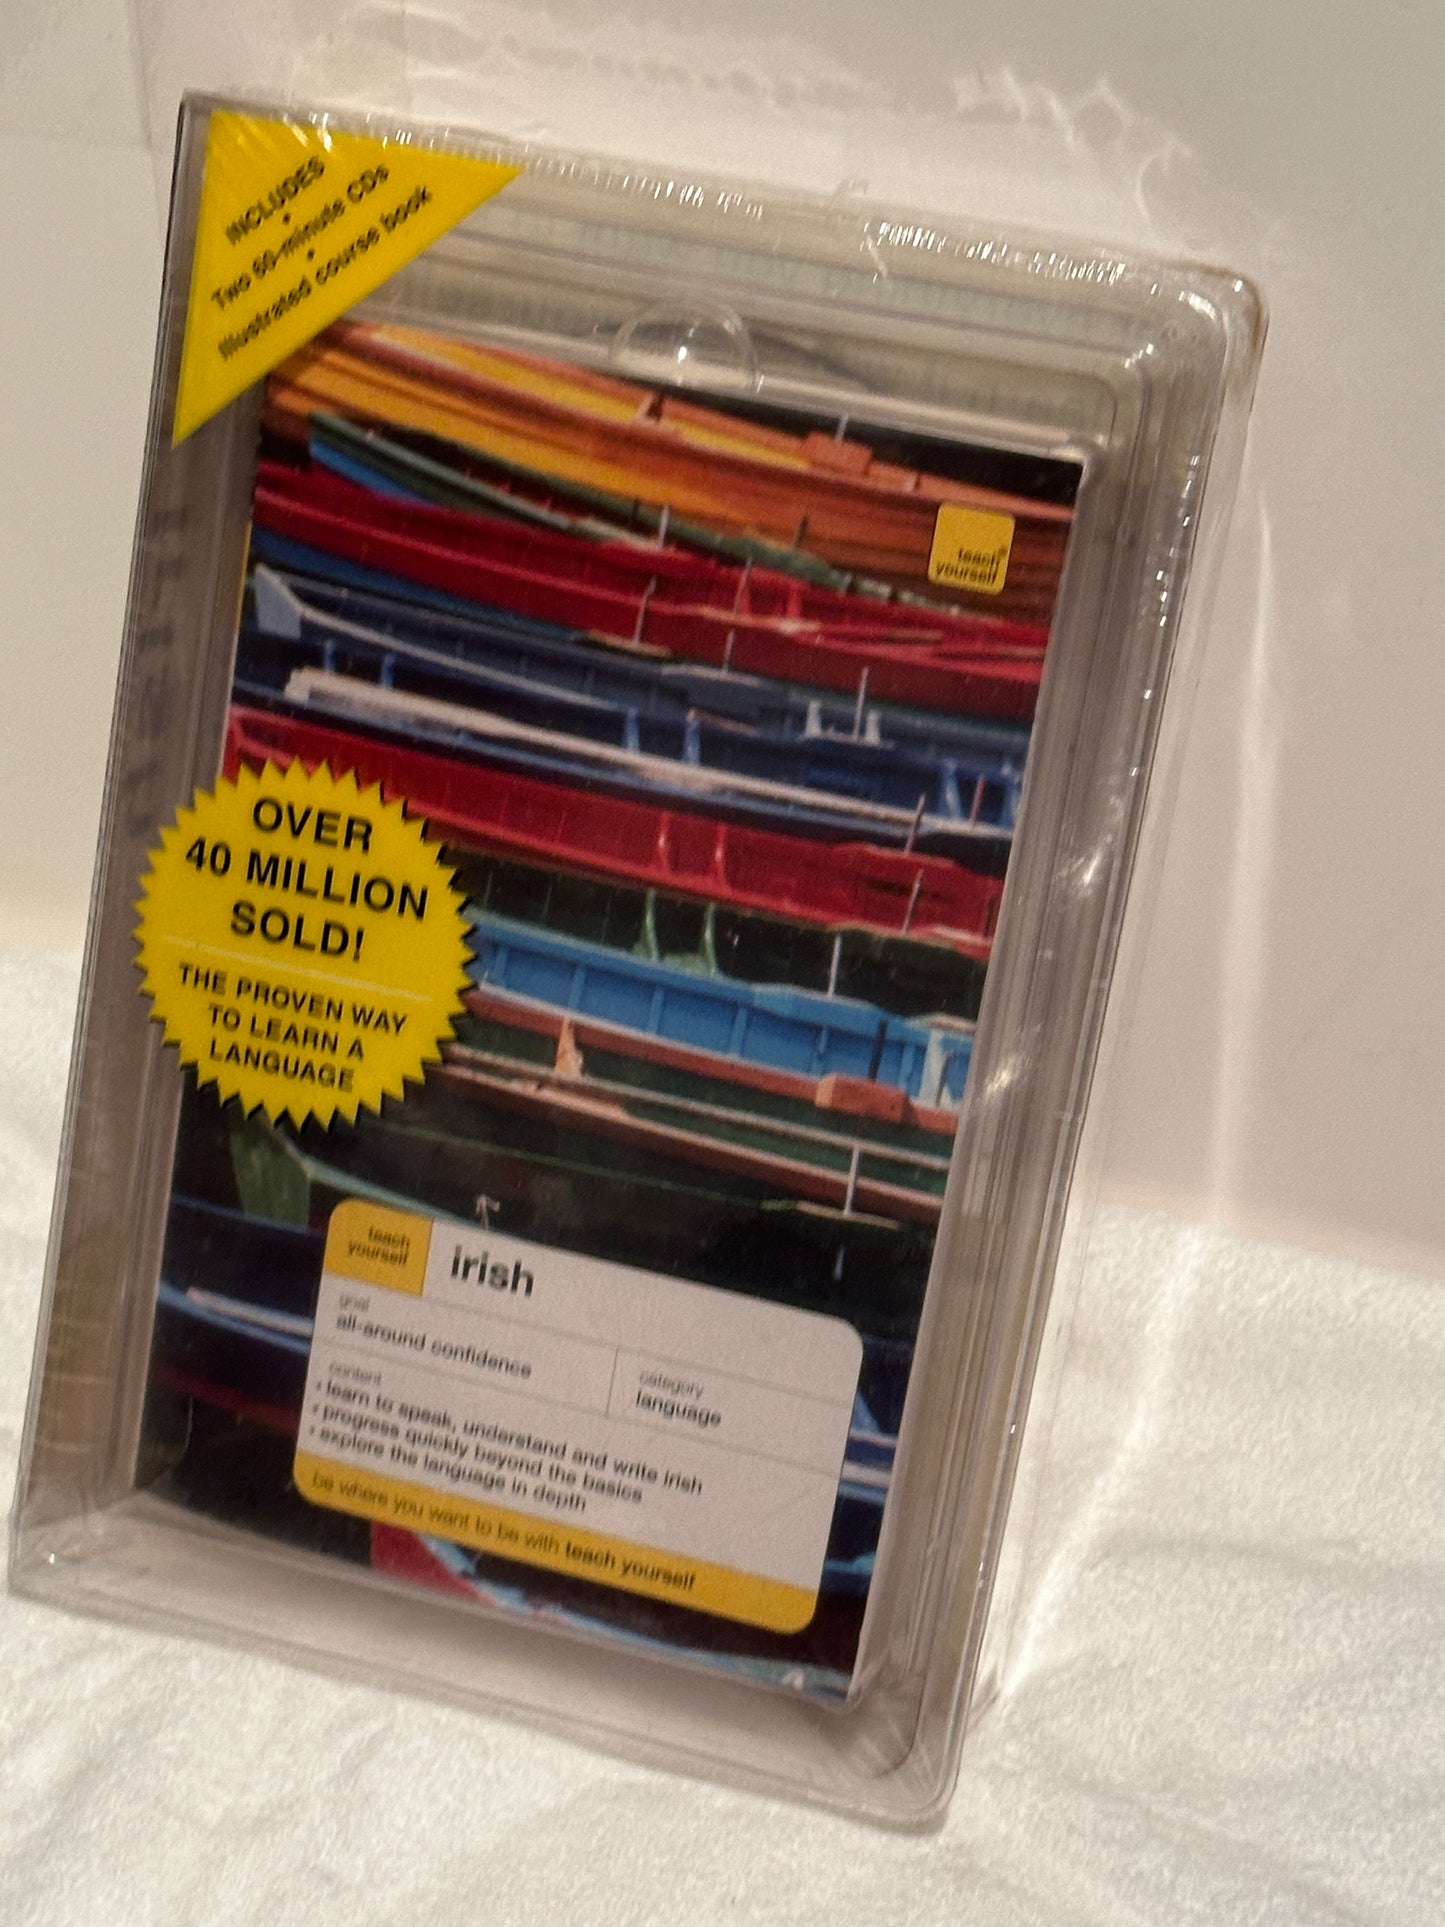 INCLUDES
•
Two 60-minute CDs
•
Illustrated course book
teach®
yourself
OVER
40 MILLION
SOLD!
THE PROVEN WAY
TO LEARN A
LANGUAGE
teach
yourself
irish
goal
all-around confidence
category
language
content
• learn to speak, understand and write Irish
• progress quickly beyond the basics
• explore the language in depth
be where you want to be with teach yourself